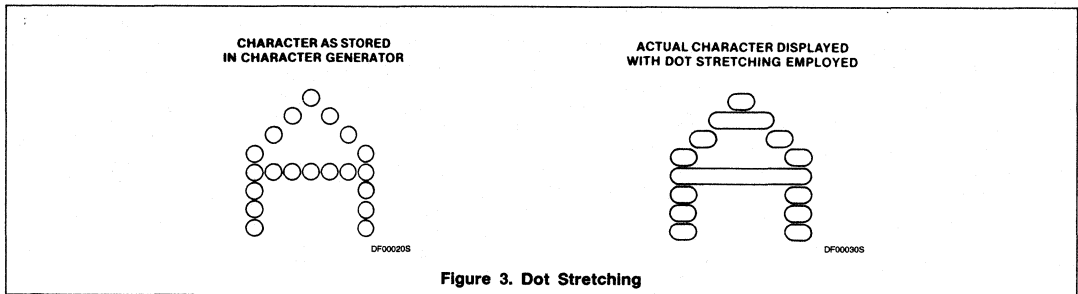 CHARACTER AS STORED
IN CHARACTER GENERATOR
DF00020S
ACTUAL CHARACTER DISPLAYED
WITH DOT STRETCHING EMPLOYED
DF00030S
Figure 3. Dot Stretching